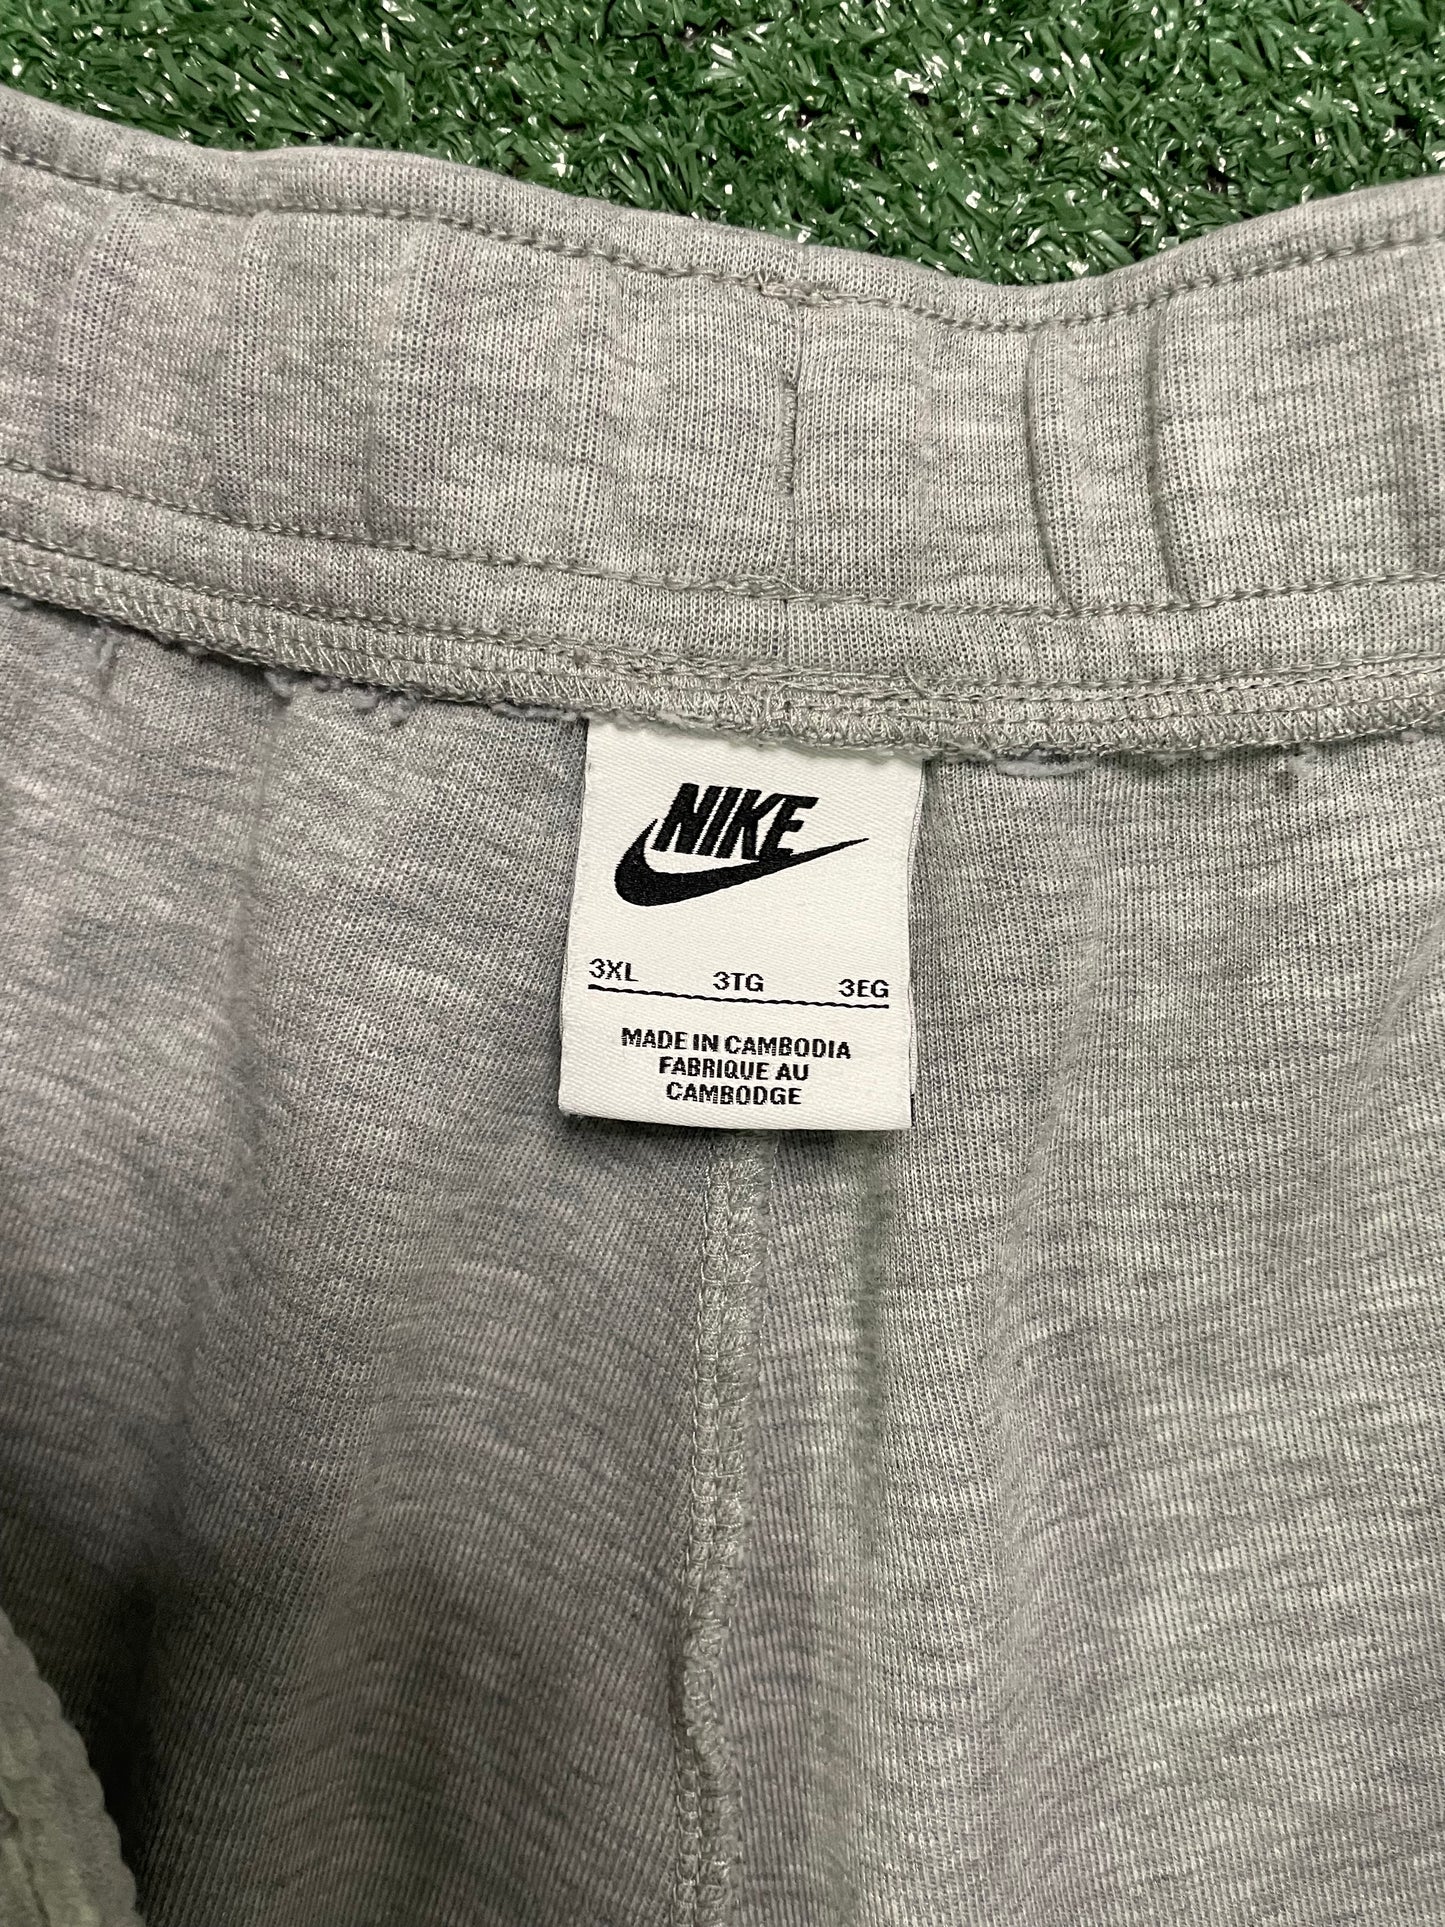 NIKE
3XL 3TG 3EG
MADE IN CAMBODIA
FABRIQUE AU
CAMBODGE